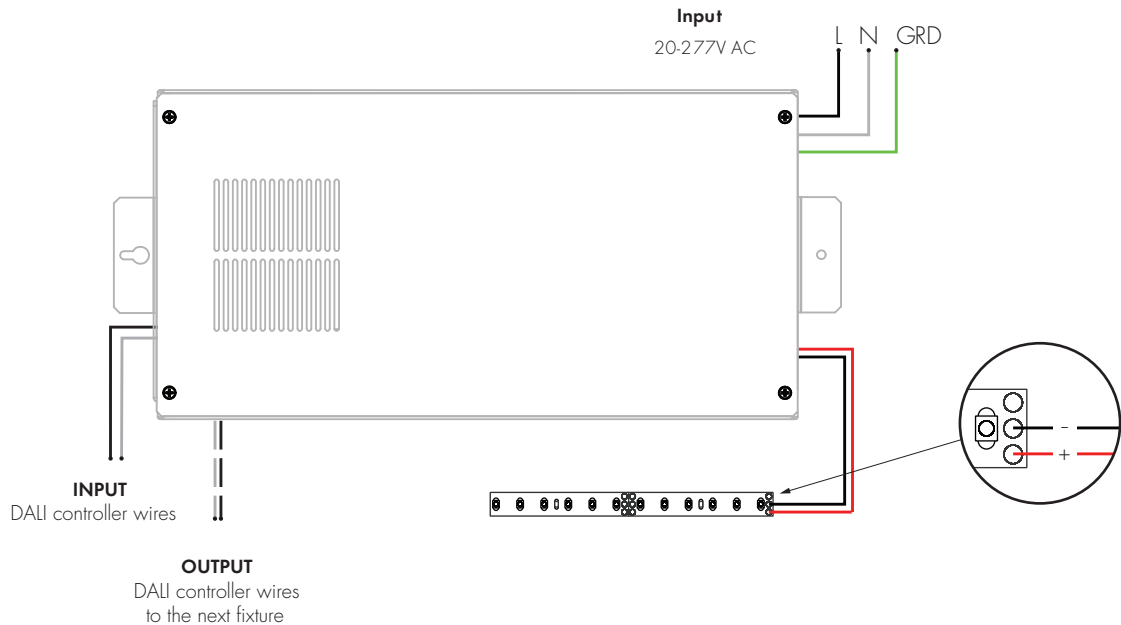 Input
20-277V AC
L N GRD
-
+
INPUT
DALI controller wires
OUTPUT
DALI controller wires
to the next fixture